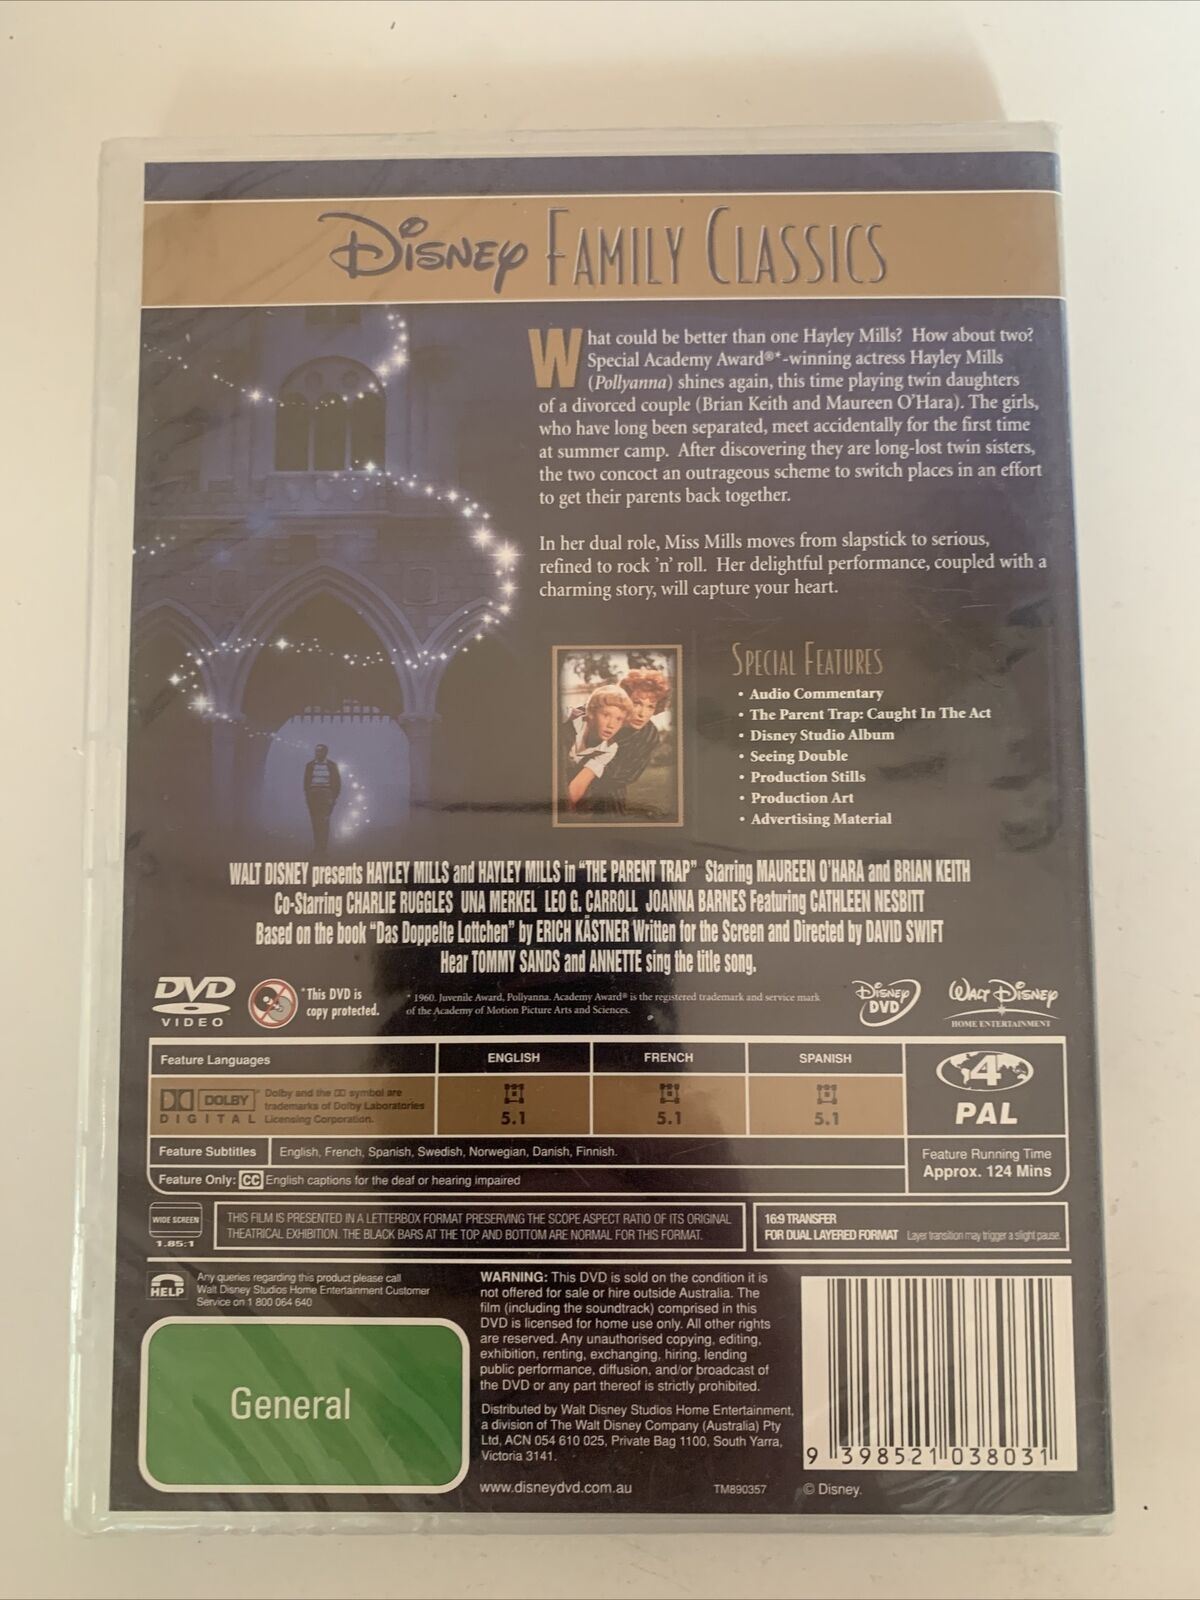 Disney Family Classics
What could be better than one Hayley Mills? How about two?
Special Academy Award®*-winning actress Hayley Mills
(Pollyanna) shines again, this time playing twin daughters
of a divorced couple (Brian Keith and Maureen O'Hara). The girls,
who have long been separated, meet accidentally for the first time
at summer camp. After discovering they are long-lost twin sisters,
the two concoct an outrageous scheme to switch places in an effort
to get their parents back together.
In her dual role, Miss Mills moves from slapstick to serious,
refined to rock 'n' roll. Her delightful performance, coupled with a
charming story, will capture your heart.
Special Features
• Audio Commentary
• The Parent Trap: Caught In The Act
• Disney Studio Album
• Seeing Double
• Production Stills
• Production Art
• Advertising Material
WALT DISNEY presents HAYLEY MILLS and HAYLEY MILLS in "THE PARENT TRAP" Starring MAUREEN O'HARA and BRIAN KEITH
Co-Starring CHARLIE RUGGLES UNA MERKEL LEO G. CARROLL JOANNA BARNES Featuring CATHLEEN NESBITT
Based on the book "Das Doppelte Lottchen" by ERICH KÄSTNER Written for the Screen and Directed by DAVID SWIFT
Hear TOMMY SANDS and ANNETTE sing the title song.
DVD VIDEO
*This DVD is
copy protected.
* 1960. Juvenile Award, Pollyanna. Academy Award® is the registered trademark and service mark
of the Academy of Motion Picture Arts and Sciences.
Disney DVD
Walt Disney
HOME ENTERTAINMENT
Feature Languages ENGLISH FRENCH SPANISH
DOLBY DIGITAL
Dolby and the DD symbol are
trademarks of Dolby Laboratories
Licensing Corporation.
5.1 5.1 5.1
4
PAL
Feature Subtitles English, French, Spanish, Swedish, Norwegian, Danish, Finnish.
Feature Only: CC English captions for the deaf or hearing impaired
Feature Running Time
Approx. 124 Mins
WIDE SCREEN
1.85:1
THIS FILM IS PRESENTED IN A LETTERBOX FORMAT PRESERVING THE SCOPE ASPECT RATIO OF ITS ORIGINAL
THEATRICAL EXHIBITION. THE BLACK BARS AT THE TOP AND BOTTOM ARE NORMAL FOR THIS FORMAT.
16:9 TRANSFER
FOR DUAL LAYERED FORMAT Layer transition may trigger a slight pause.
HELP
Any queries regarding this product please call
Walt Disney Studios Home Entertainment Customer
Service on 1 800 064 640
General
WARNING: This DVD is sold on the condition it is
not offered for sale or hire outside Australia. The
film (including the soundtrack) comprised in this
DVD is licensed for home use only. All other rights
are reserved. Any unauthorised copying, editing,
exhibition, renting, exchanging, hiring, lending
public performance, diffusion, and/or broadcast of
the DVD or any part thereof is strictly prohibited.
Distributed by Walt Disney Studios Home Entertainment,
a division of The Walt Disney Company (Australia) Pty
Ltd, ACN 054 610 025, Private Bag 1100, South Yarra,
Victoria 3141.
www.disneydvd.com.au
TM890357
9 398521 038031
© Disney.